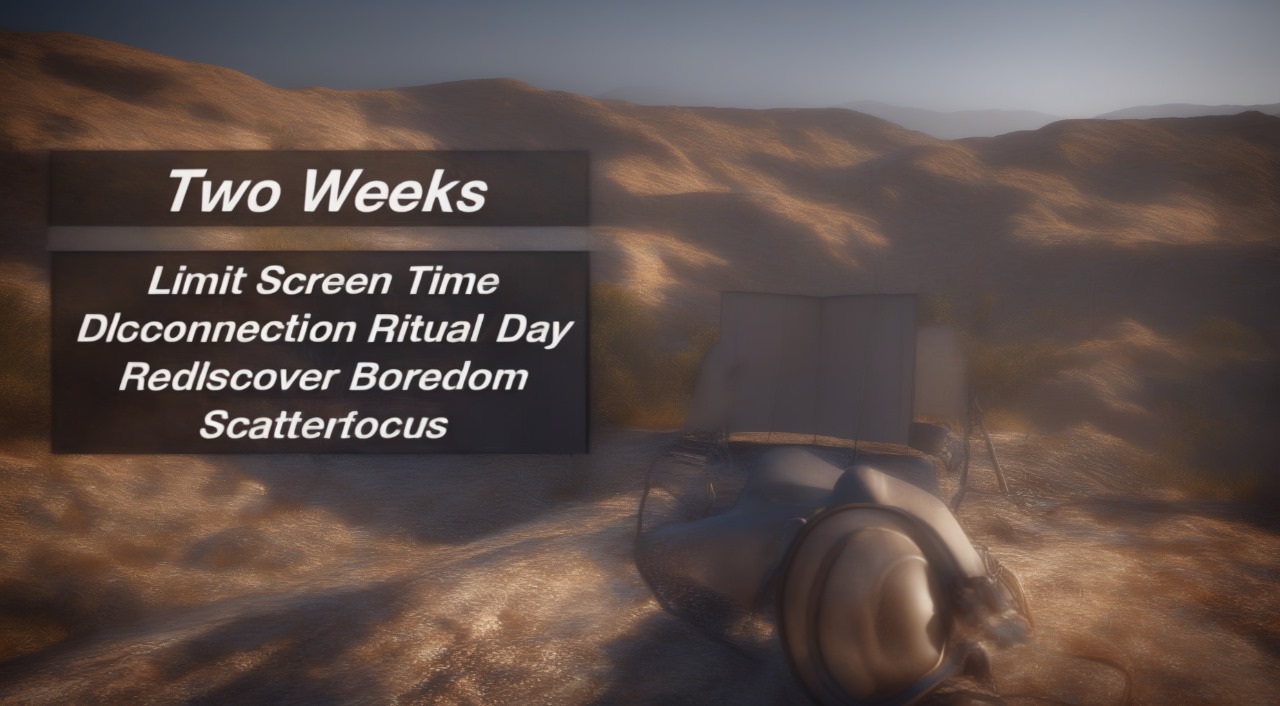 Two Weeks
Limit Screen Time
Dlcconnection Ritual Day
Redlscover Boredom
Scatterfocus